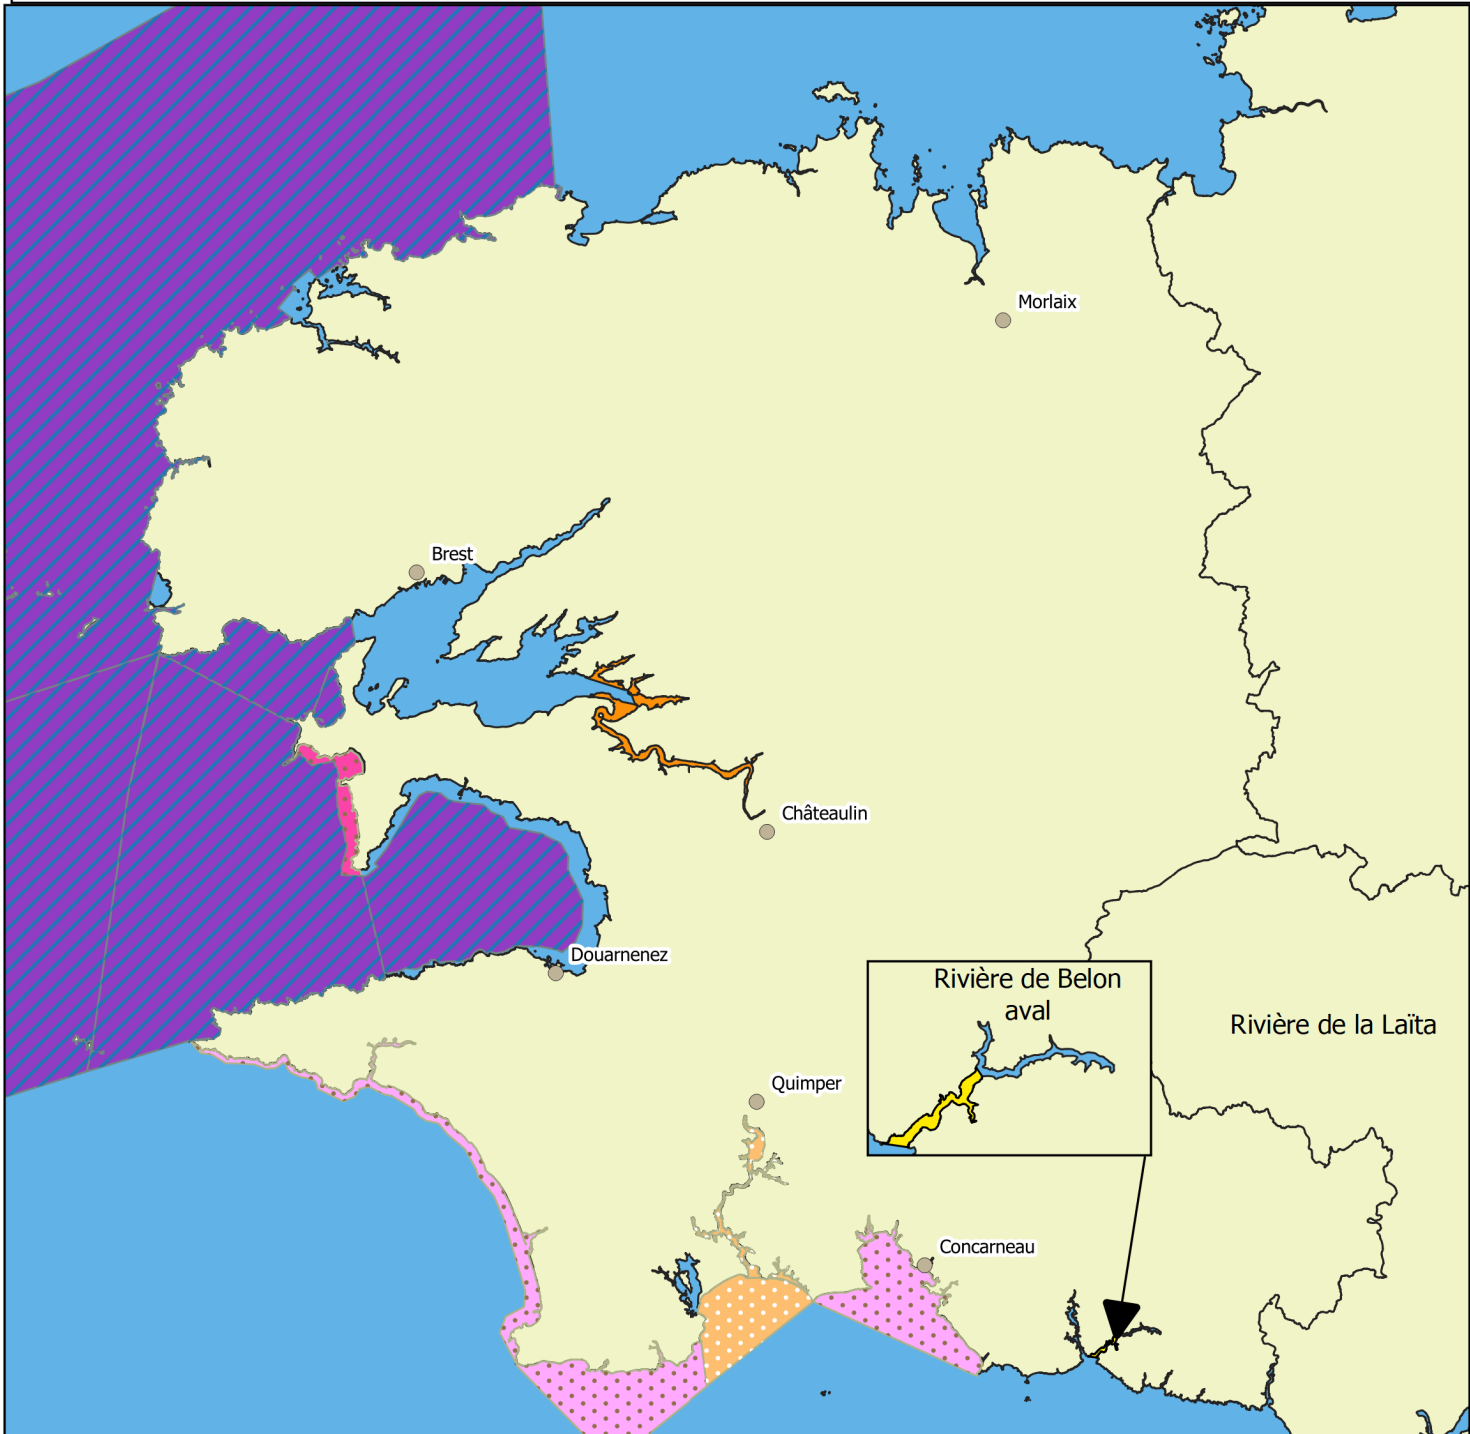 Morlaix
Brest
Châteaulin
Douarnenez
Rivière de Belon
aval
Rivière de la Laïta
Quimper
Concarneau